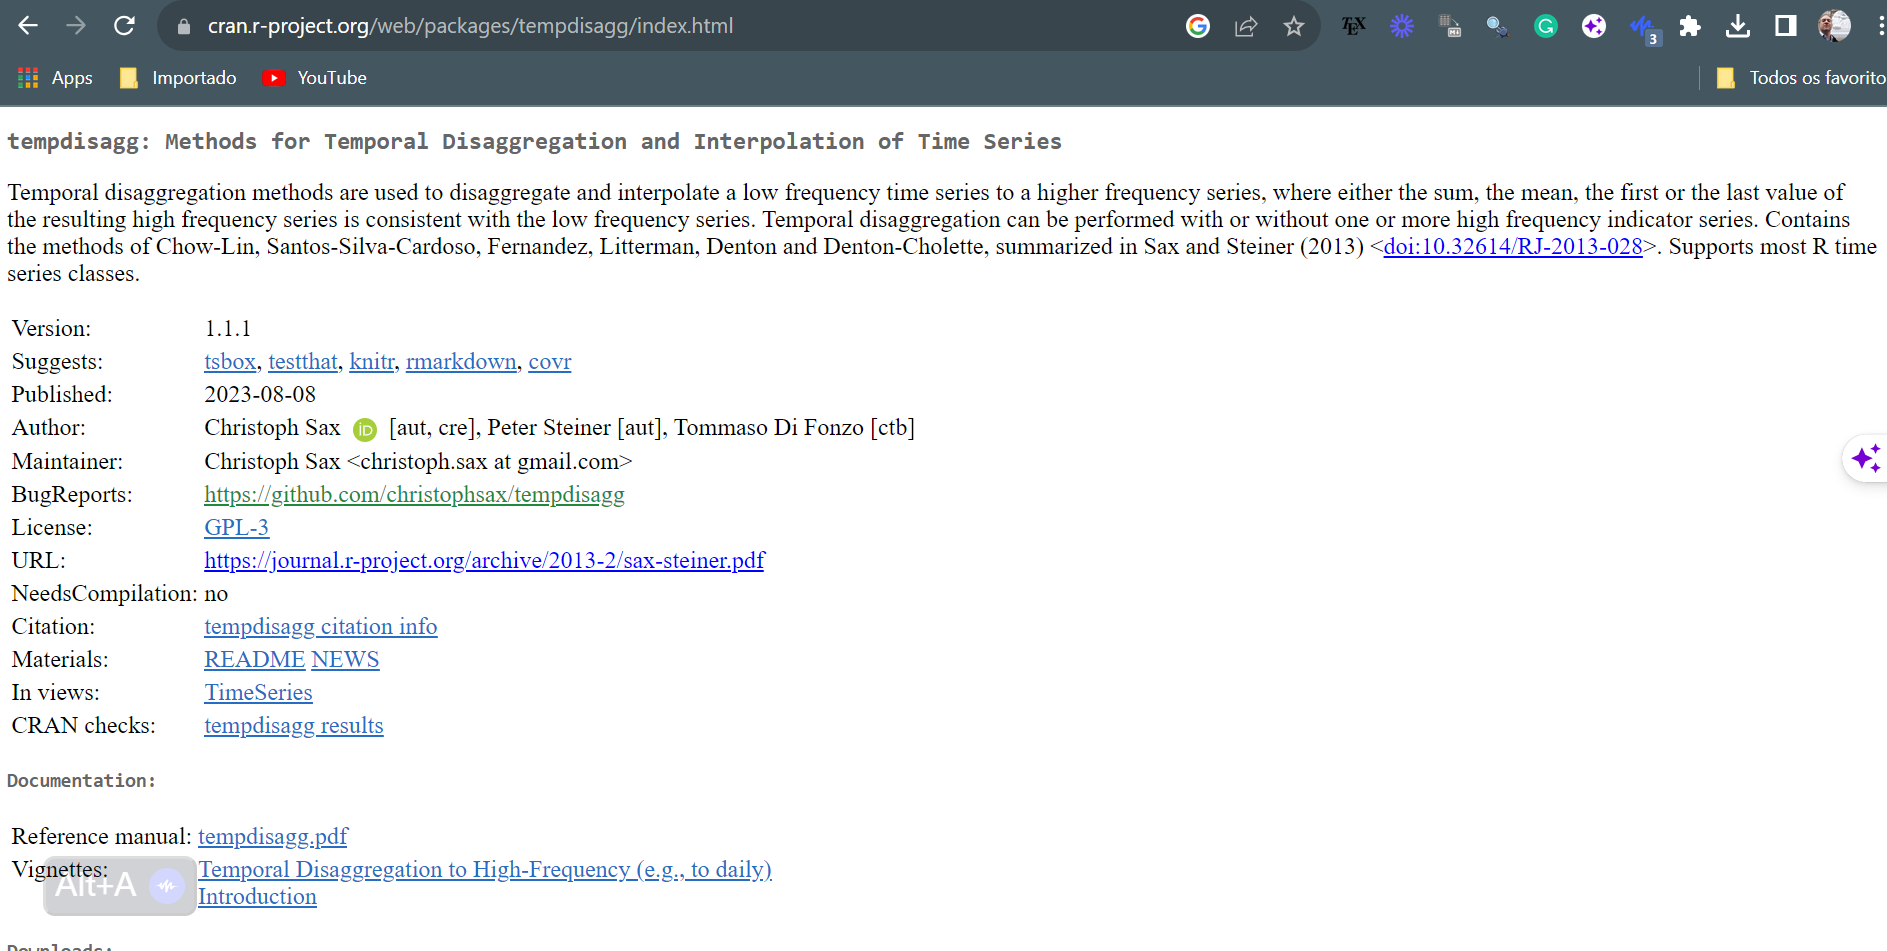 cran.r-project.org/web/packages/tempdisagg/index.html
TEX
M
G
3
Apps Importado YouTube Todos os favorito
tempdisagg: Methods for Temporal Disaggregation and Interpolation of Time Series
Temporal disaggregation methods are used to disaggregate and interpolate a low frequency time series to a higher frequency series, where either the sum, the mean, the first or the last value of
the resulting high frequency series is consistent with the low frequency series. Temporal disaggregation can be performed with or without one or more high frequency indicator series. Contains
the methods of Chow-Lin, Santos-Silva-Cardoso, Fernandez, Litterman, Denton and Denton-Cholette, summarized in Sax and Steiner (2013) <doi:10.32614/RJ-2013-028>. Supports most R time
series classes.
Version: 1.1.1
Suggests: tsbox, testthat, knitr, rmarkdown, covr
Published: 2023-08-08
Author: Christoph Sax iD [aut, cre], Peter Steiner [aut], Tommaso Di Fonzo [ctb]
Maintainer: Christoph Sax <christoph.sax at gmail.com>
BugReports: https://github.com/christophsax/tempdisagg
License: GPL-3
URL: https://journal.r-project.org/archive/2013-2/sax-steiner.pdf
NeedsCompilation: no
Citation: tempdisagg citation info
Materials: README NEWS
In views: TimeSeries
CRAN checks: tempdisagg results
Documentation:
Reference manual: tempdisagg.pdf
Vignettes: Temporal Disaggregation to High-Frequency (e.g., to daily)
Alt+A
Introduction
Downloads: